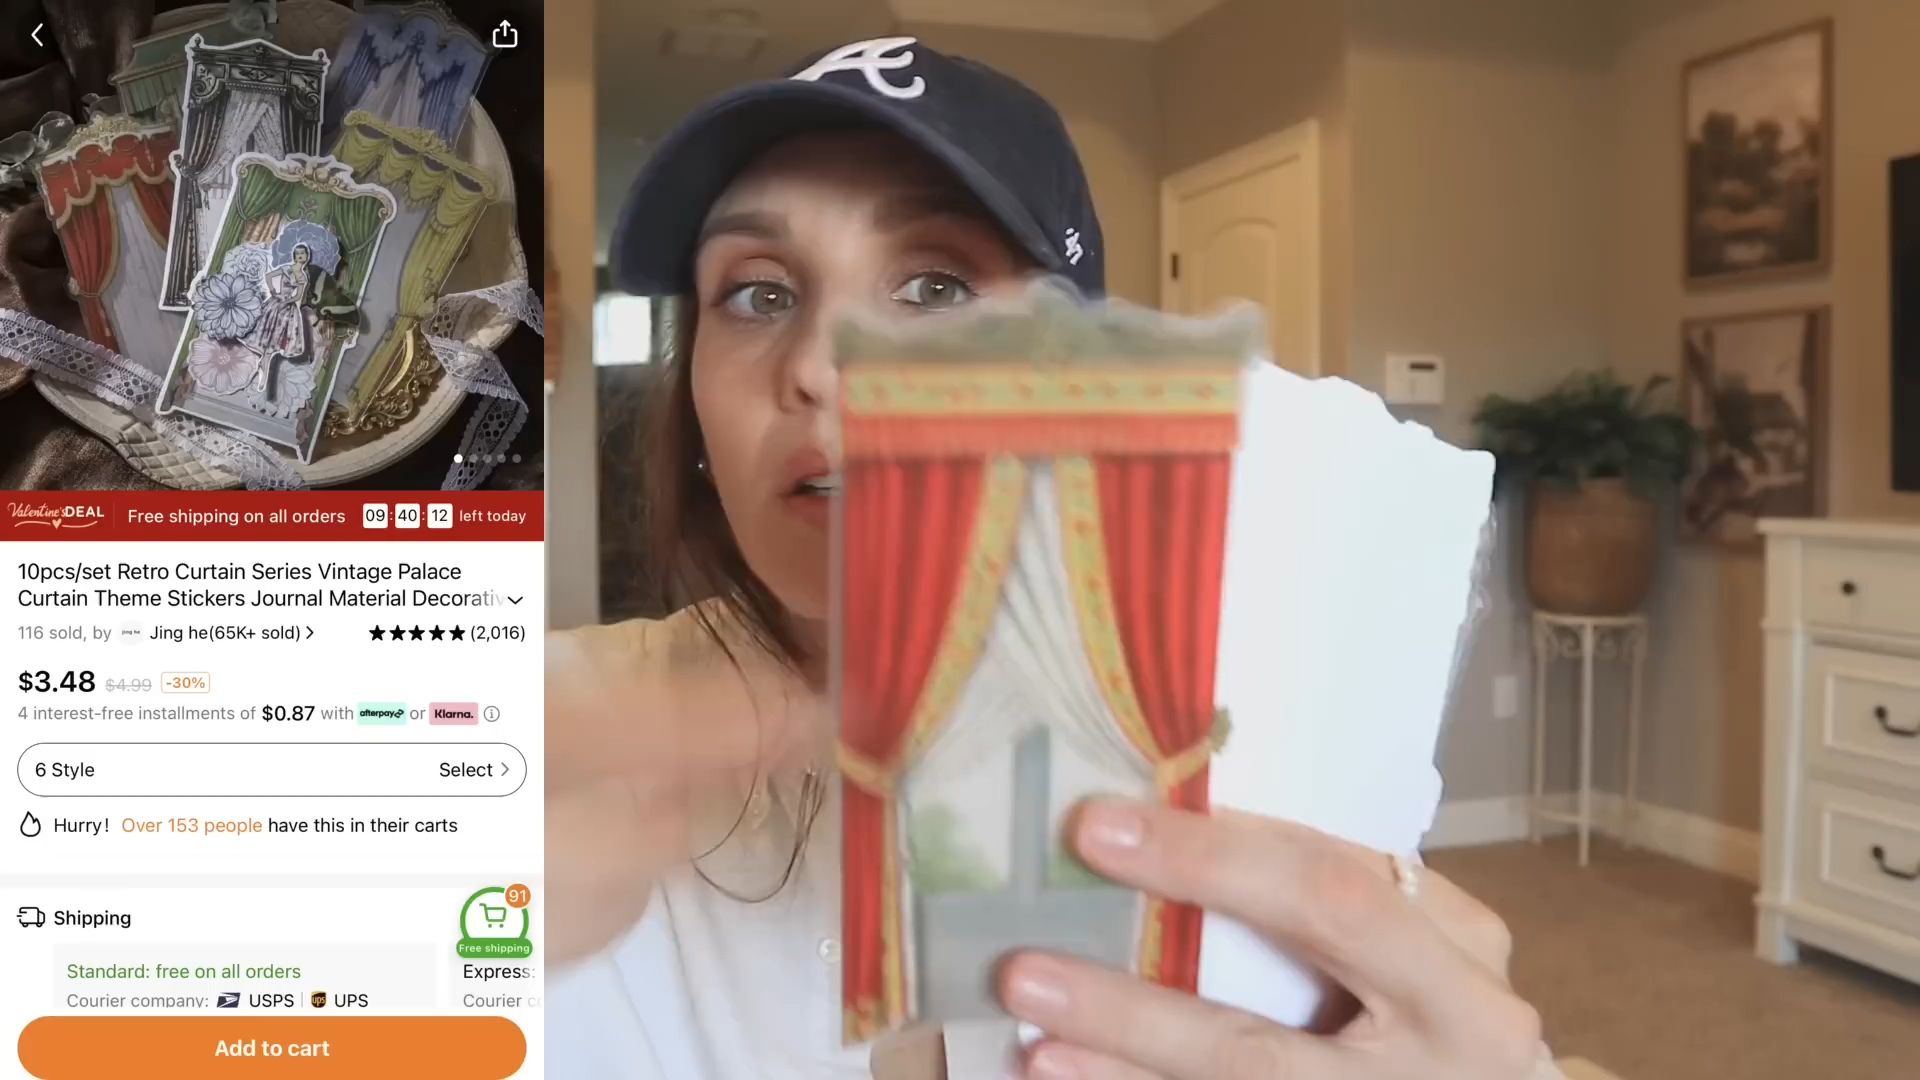 Valentine's DEAL
Free shipping on all orders 09:40:12 left today
10pcs/set Retro Curtain Series Vintage Palace
Curtain Theme Stickers Journal Material Decorativ
116 sold, by jing he Jing he(65K+ sold) (2,016)
$3.48 $4.99 -30%
4 interest-free installments of $0.87 with afterpay or Klarna.
6 Style Select
Hurry! Over 153 people have this in their carts
91
Shipping
Free shipping
Standard: free on all orders
Express:
Courier company: USPS | ups UPS
Courier c
Add to cart
A